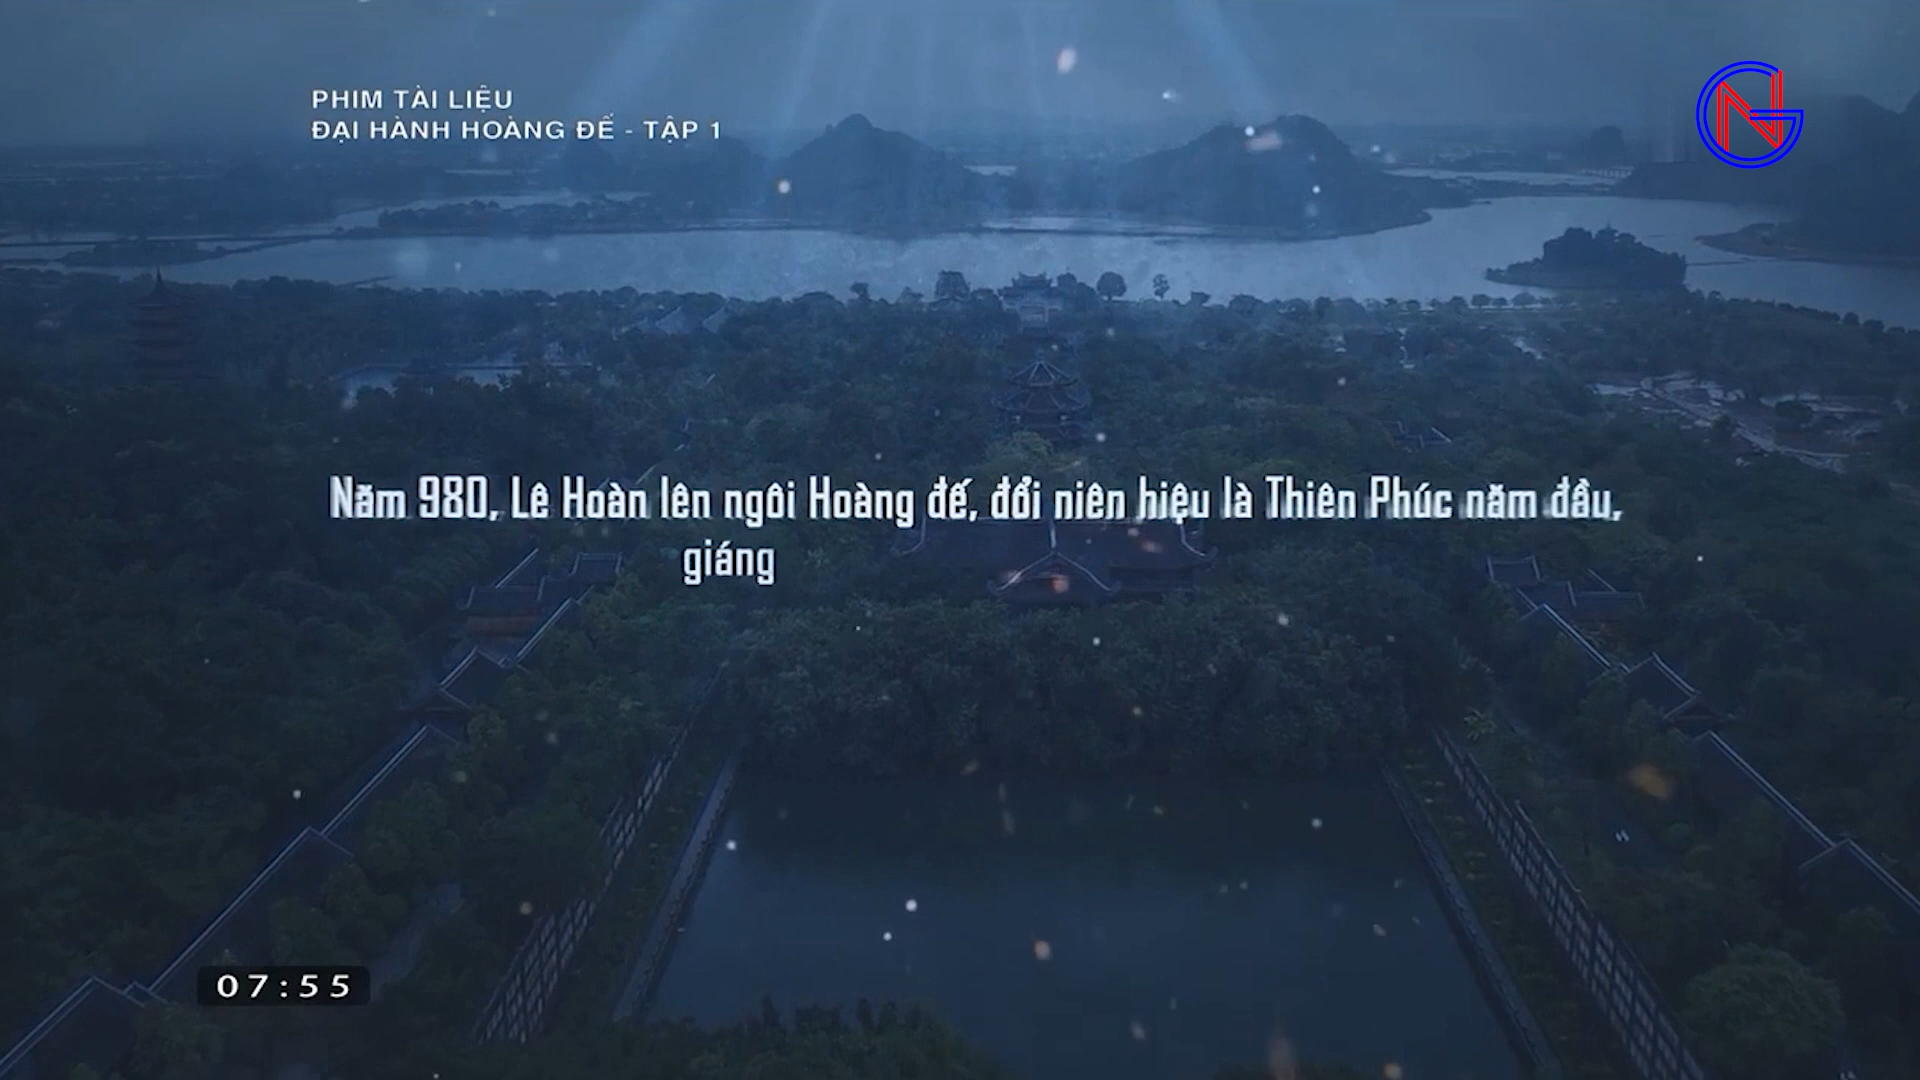 PHIM TÀI LIỆU
ĐẠI HÀNH HOÀNG ĐẾ - TẬP 1
NG
Năm 980, Lê Hoàn lên ngôi Hoàng đế, đổi niên hiệu là Thiên Phúc năm đầu,
giáng
07:55